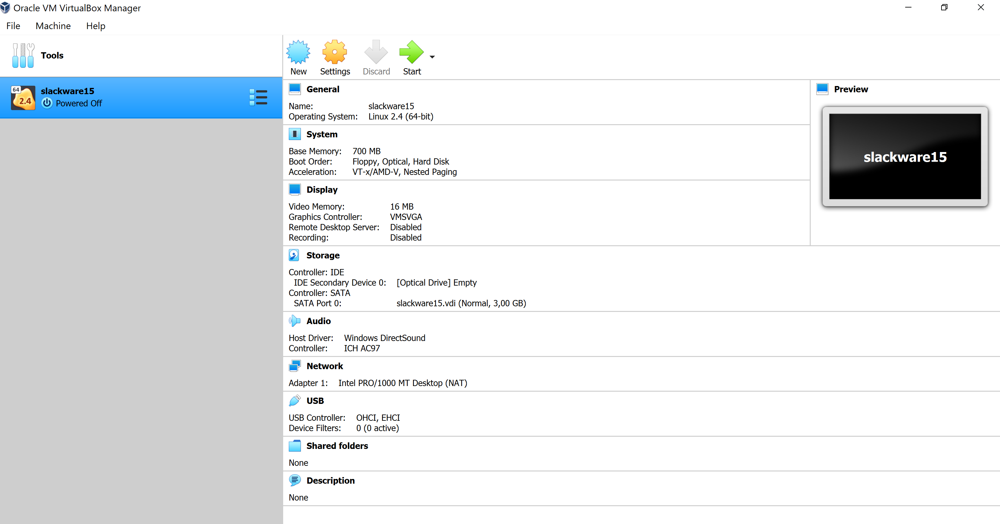 Oracle VM VirtualBox Manager
File Machine Help
Tools
64
2.4
slackware15
Powered Off
New Settings Discard Start
General
Name: slackware15
Operating System: Linux 2.4 (64-bit)
System
Base Memory: 700 MB
Boot Order: Floppy, Optical, Hard Disk
Acceleration: VT-x/AMD-V, Nested Paging
Display
Video Memory: 16 MB
Graphics Controller: VMSVGA
Remote Desktop Server: Disabled
Recording: Disabled
Preview
slackware15
Storage
Controller: IDE
IDE Secondary Device 0: [Optical Drive] Empty
Controller: SATA
SATA Port 0: slackware15.vdi (Normal, 3,00 GB)
Audio
Host Driver: Windows DirectSound
Controller: ICH AC97
Network
Adapter 1: Intel PRO/1000 MT Desktop (NAT)
USB
USB Controller: OHCI, EHCI
Device Filters: 0 (0 active)
Shared folders
None
Description
None